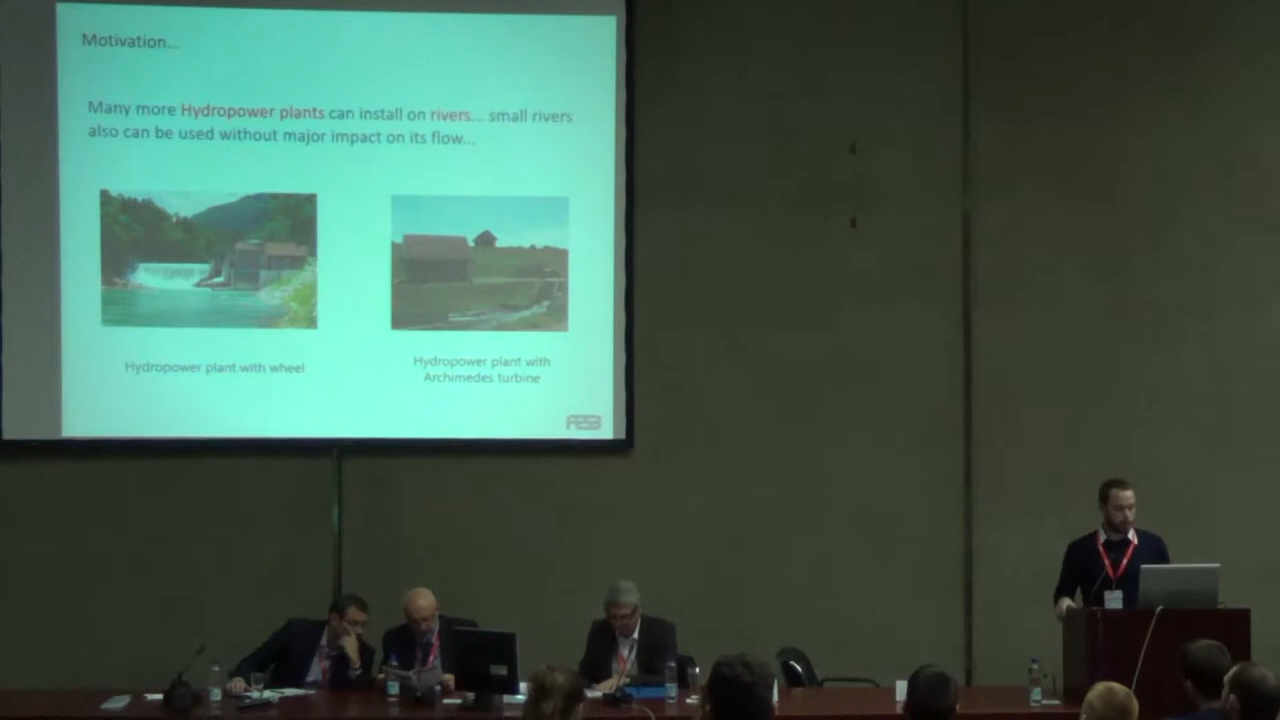 Motivation...
Many more Hydropower plants can install on rivers... small rivers
also can be used without major impact on its flow...
Hydropower plant with wheel
Hydropower plant with
Archimedes turbine